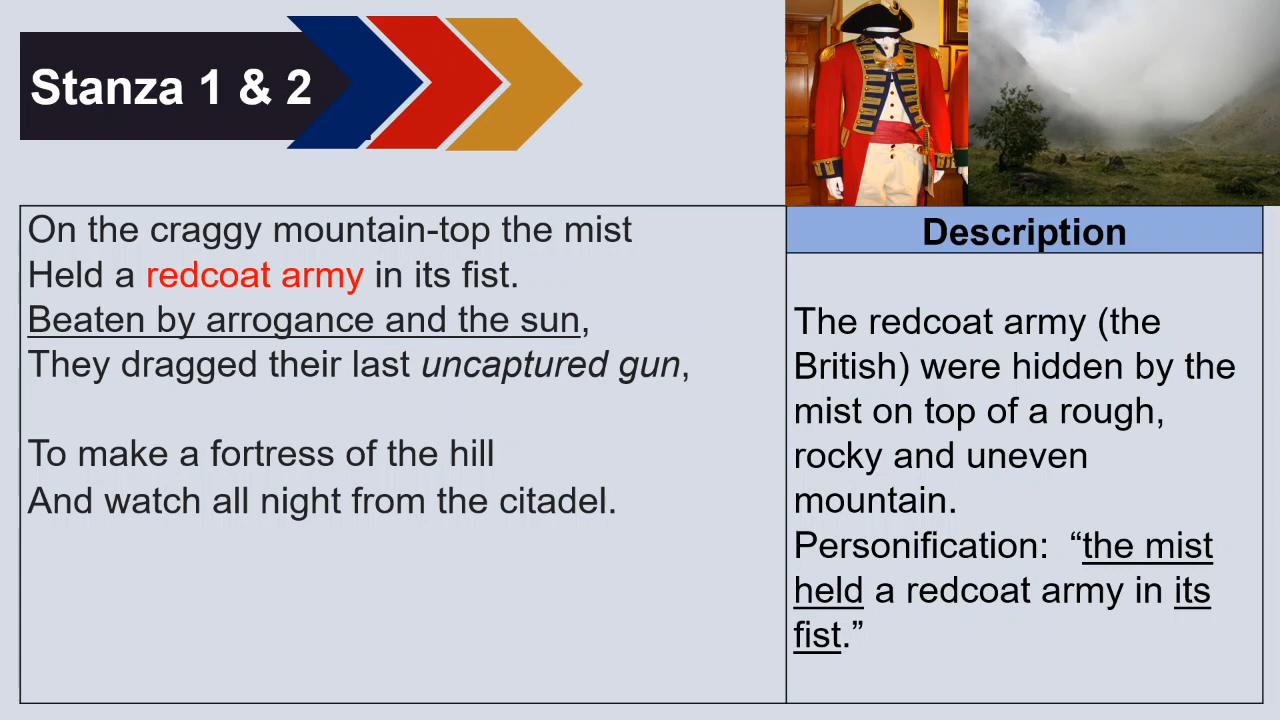 Stanza 1 & 2
On the craggy mountain-top the mist
Held a redcoat army in its fist.
Beaten by arrogance and the sun,
They dragged their last uncaptured gun,
To make a fortress of the hill
And watch all night from the citadel.
Description
The redcoat army (the
British) were hidden by the
mist on top of a rough,
rocky and uneven
mountain.
Personification:  “the mist
held a redcoat army in its
fist.”